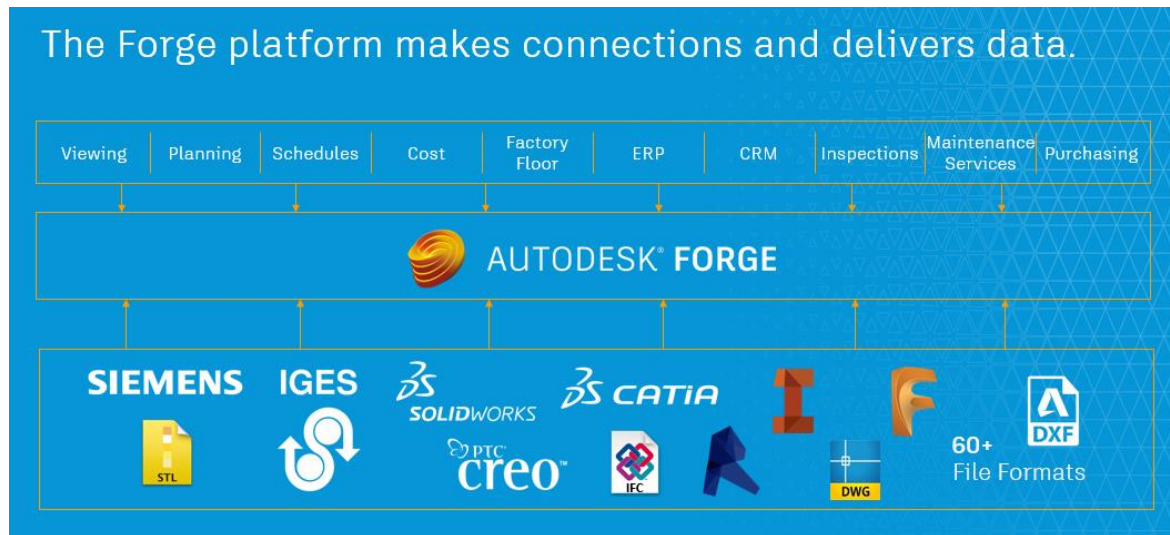 The Forge platform makes connections and delivers data.
Viewing
Planning
Schedules
Cost
Factory
Floor
ERP
CRM
Inspections
Maintenance
Services
Purchasing
AUTODESK® FORGE
SIEMENS
IGES
SOLIDWORKS
CATIA
STL
PTC®
creo™
IFC
DWG
60+
File Formats
DXF